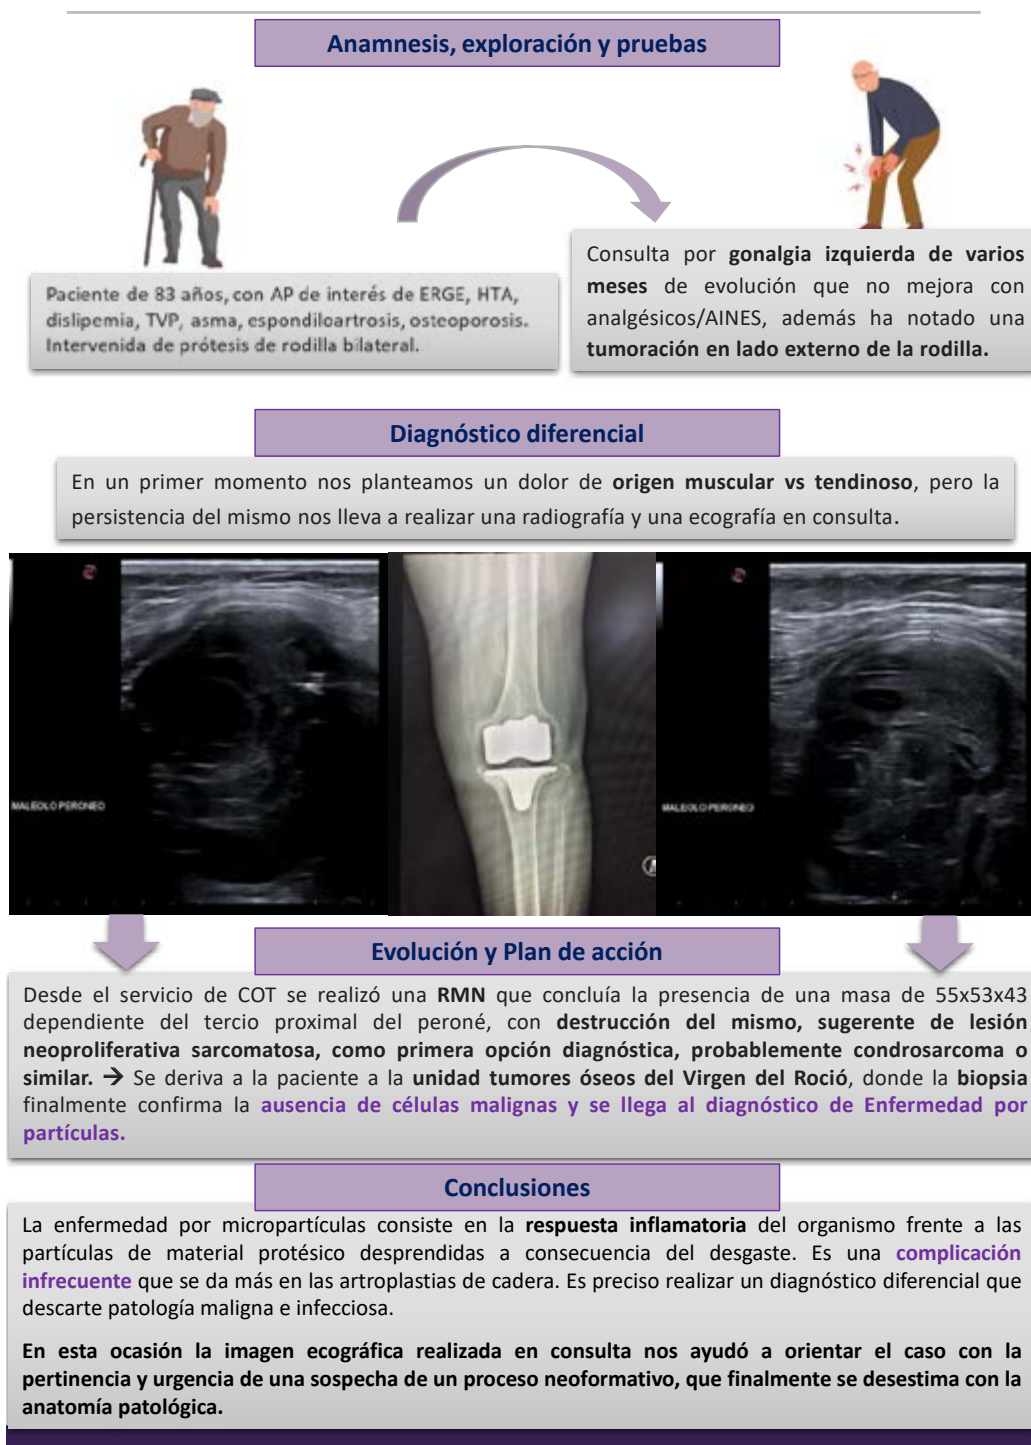 Anamnesis, exploración y pruebas
Paciente de 83 años, con AP de interés de ERGE, HTA,
dislipemia, TVP, asma, espondiloartrosis, osteoporosis.
Intervenida de prótesis de rodilla bilateral.
Consulta por gonalgia izquierda de varios
meses de evolución que no mejora con
analgésicos/AINES, además ha notado una
tumoración en lado externo de la rodilla.
Diagnóstico diferencial
En un primer momento nos planteamos un dolor de origen muscular vs tendinoso, pero la
persistencia del mismo nos lleva a realizar una radiografía y una ecografía en consulta.
MALEOLO PERONEO
MALEOLO PERONEO
Evolución y Plan de acción
Desde el servicio de COT se realizó una RMN que concluía la presencia de una masa de 55x53x43
dependiente del tercio proximal del peroné, con destrucción del mismo, sugerente de lesión
neoproliferativa sarcomatosa, como primera opción diagnóstica, probablemente condrosarcoma o
similar. → Se deriva a la paciente a la unidad tumores óseos del Virgen del Roció, donde la biopsia
finalmente confirma la ausencia de células malignas y se llega al diagnóstico de Enfermedad por
partículas.
Conclusiones
La enfermedad por micropartículas consiste en la respuesta inflamatoria del organismo frente a las
partículas de material protésico desprendidas a consecuencia del desgaste. Es una complicación
infrecuente que se da más en las artroplastias de cadera. Es preciso realizar un diagnóstico diferencial que
descarte patología maligna e infecciosa.
En esta ocasión la imagen ecográfica realizada en consulta nos ayudó a orientar el caso con la
pertinencia y urgencia de una sospecha de un proceso neoformativo, que finalmente se desestima con la
anatomía patológica.